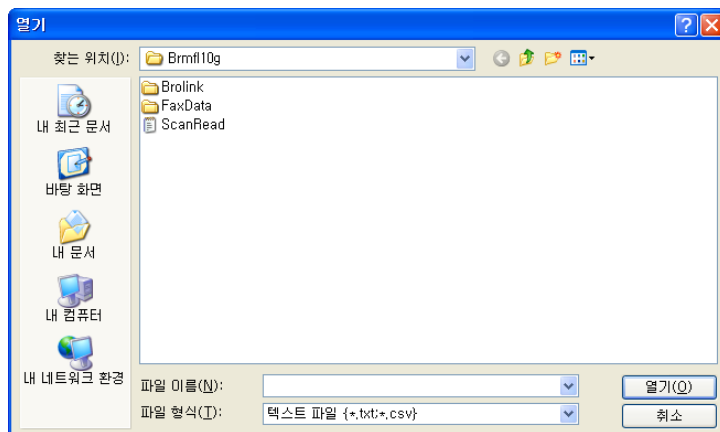 열기
찾는 위치(I):
Brmfl10g
Brolink
FaxData
ScanRead
내 최근 문서
바탕 화면
내 문서
내 컴퓨터
내 네트워크 환경
파일 이름(N):
열기(O)
파일 형식(T):
텍스트 파일 {*.txt;*.csv}
취소